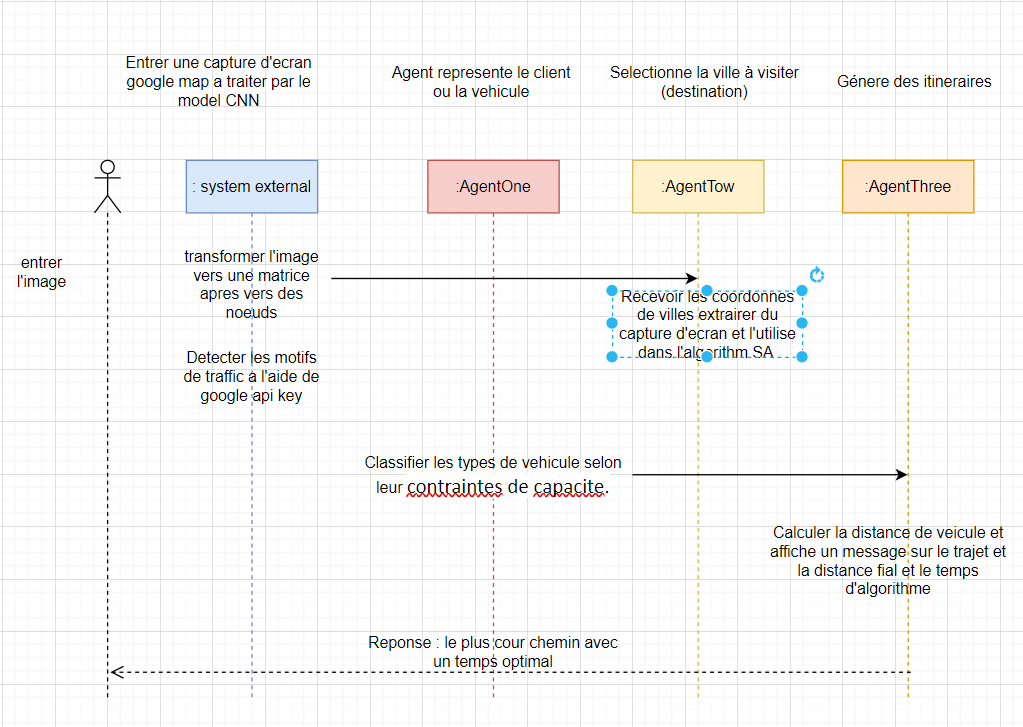 Entrer une capture d'ecran
google map a traiter par le
model CNN
Agent represente le client
ou la vehicule
Selectionne la ville à visiter
(destination)
Génere des itineraires
: system external
:AgentOne
:AgentTow
:AgentThree
entrer
l'image
transformer l'image
vers une matrice
apres vers des
noeuds
Recevoir les coordonnes
de villes extrairer du
capture d'ecran et l'utilise
dans l'algorithm SA
Detecter les motifs
de traffic a l'aide de
google api key
Classifier les types de vehicule selon
leur contraintes de capacite.
Calculer la distance de veicule et
affiche un message sur le trajet et
la distance fial et le temps
d'algorithme
Reponse : le plus cour chemin avec
un temps optimal